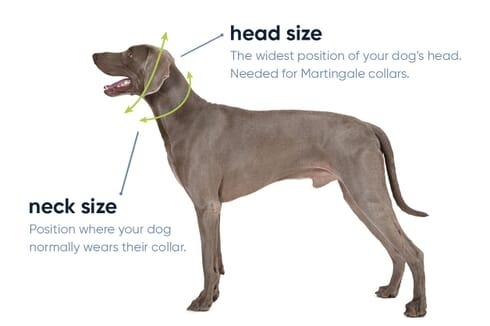 head size
The widest position of your dog's head.
Needed for Martingale collars.
neck size
Position where your dog
normally wears their collar.